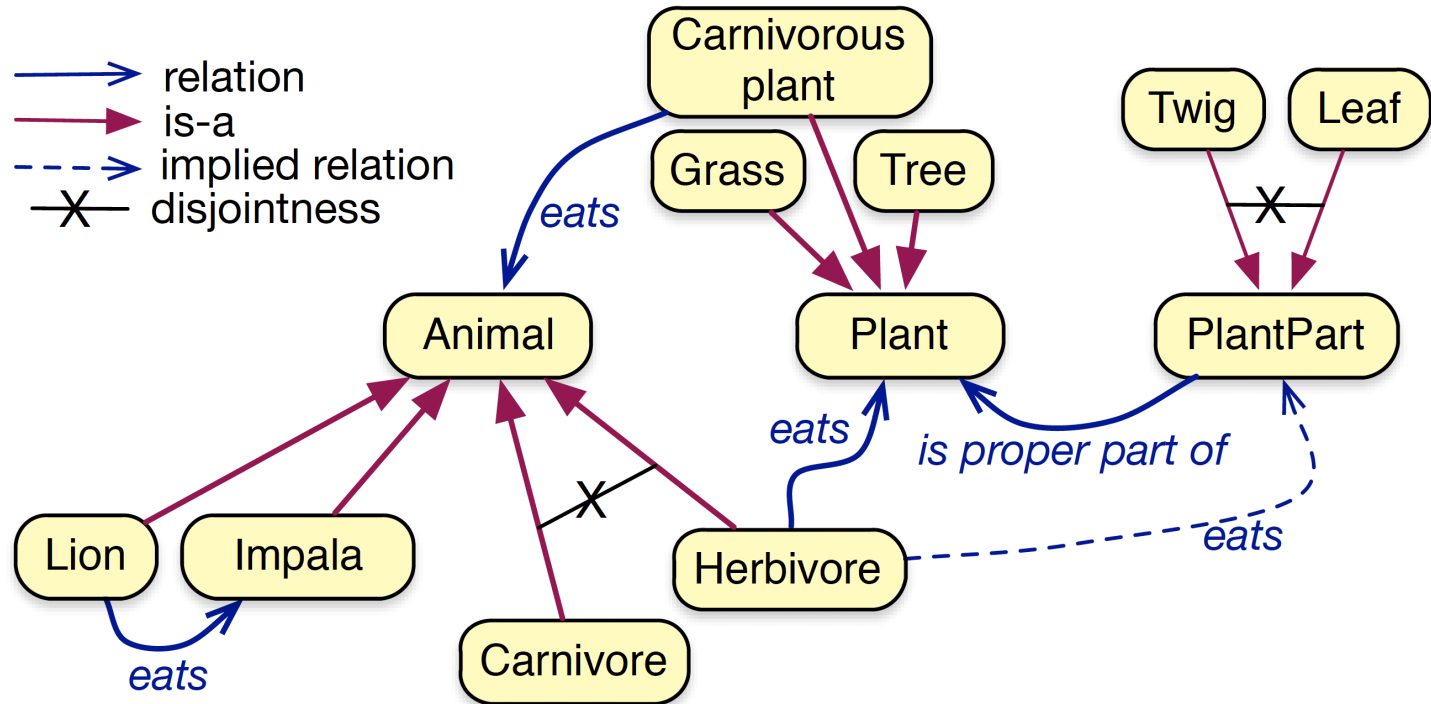 relation
is-a
implied relation
X
disjointness
Carnivorous
plant
Grass
Tree
Twig
Leaf
X
eats
Animal
Plant
PlantPart
eats
is proper part of
X
Lion
Impala
Herbivore
eats
Carnivore
eats